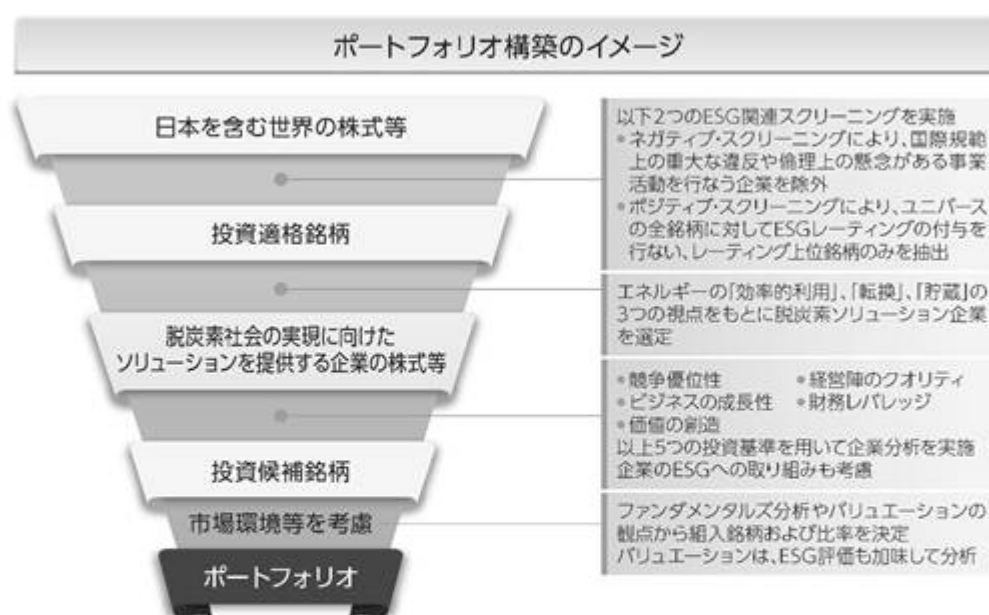 ポートフォリオ構築のイメージ
日本を含む世界の株式等
以下2つのESG関連スクリーニングを実施
●ネガティブ・スクリーニングにより、国際規範
上の重大な違反や倫理上の懸念がある事業
活動を行なう企業を除外
●ポジティブ・スクリーニングにより、ユニバース
の全銘柄に対してESGレーティングの付与を
行ない、レーティング上位銘柄のみを抽出
投資適格銘柄
エネルギーの「効率的利用」、「転換」、「貯蔵」の
3つの視点をもとに脱炭素ソリューション企業
を選定
脱炭素社会の実現に向けた
ソリューションを提供する企業の株式等
●競争優位性 ●経営陣のクオリティ
●ビジネスの成長性 ●財務レバレッジ
●価値の創造
以上5つの投資基準を用いて企業分析を実施
企業のESGへの取り組みも考慮
投資候補銘柄
市場環境等を考慮
ファンダメンタルズ分析やバリュエーションの
観点から組入銘柄および比率を決定
バリュエーションは、ESG評価も加味して分析
ポートフォリオ